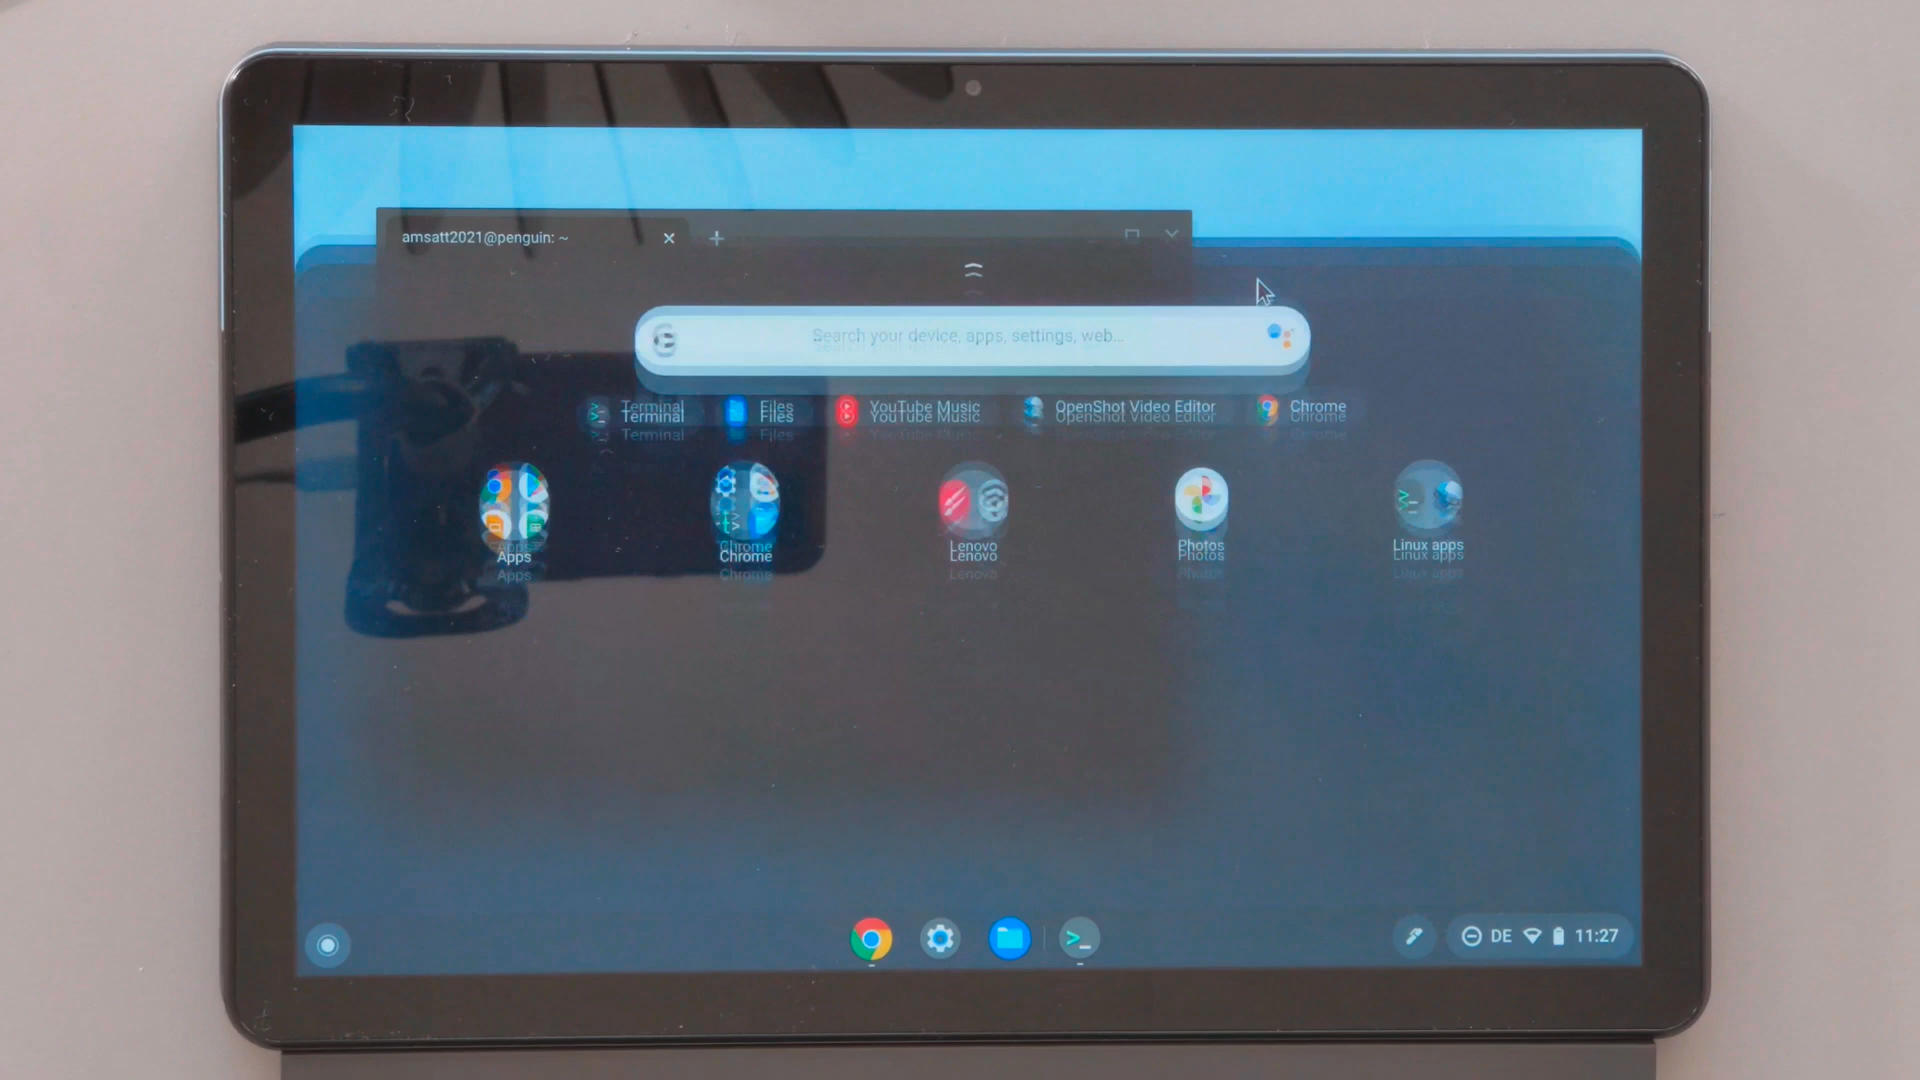 amsatt2021@penguin: ~
Search your device, apps, settings, web...
Terminal Files YouTube Music OpenShot Video Editor Chrome
Apps Chrome Lenovo Photos Linux apps
DE 11:27